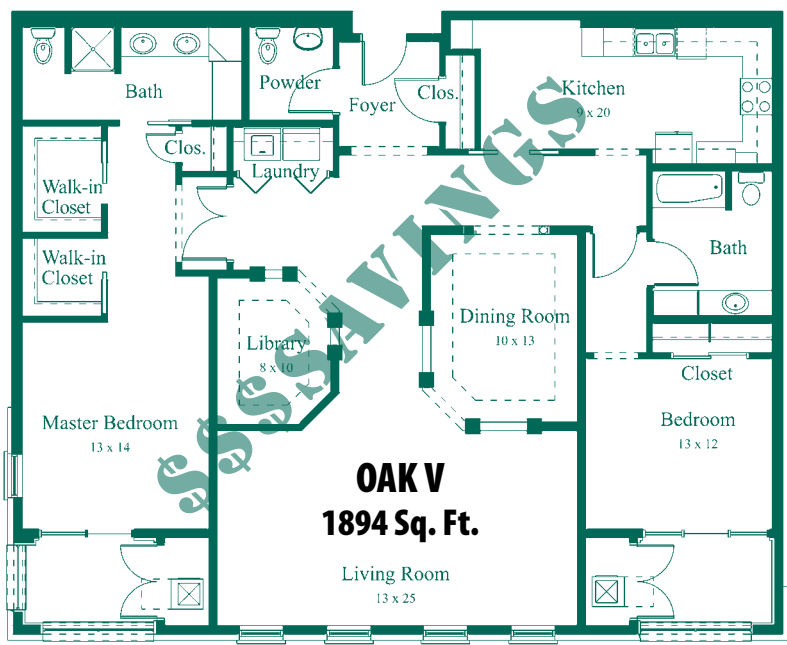 Bath
Powder
Foyer
Clos.
Kitchen
9 x 20
Clos.
Laundry
Walk-in
Closet
Walk-in
Closet
Bath
Library
8 x 10
Dining Room
10 x 13
Closet
Master Bedroom
13 x 14
Bedroom
13 x 12
$$$SAVINGS
OAK V
1894 Sq. Ft.
Living Room
13 x 25